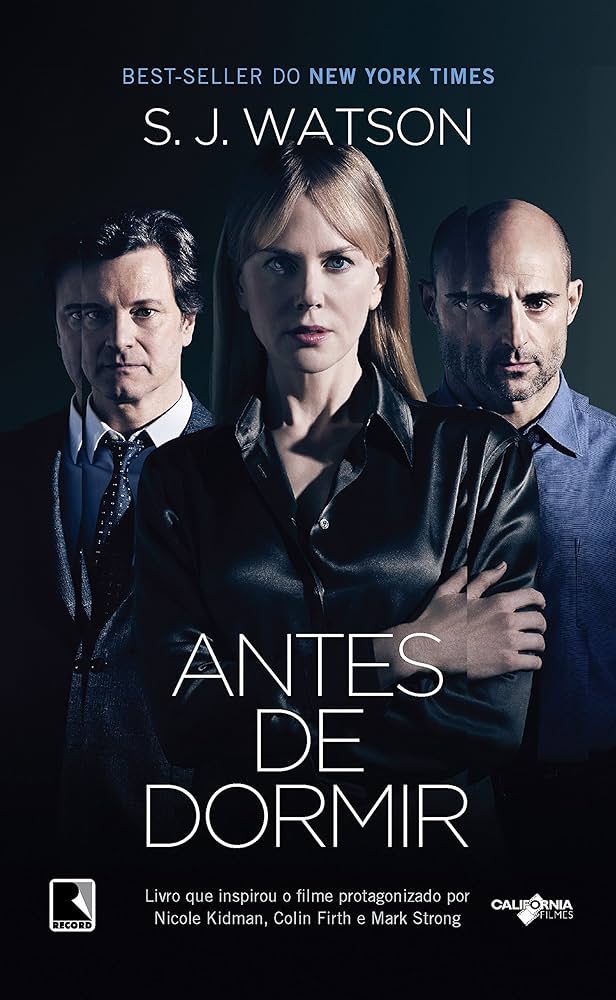 BEST-SELLER DO NEW YORK TIMES
S. J. WATSON
ANTES
DE
DORMIR
Livro que inspirou o filme protagonizado por
Nicole Kidman, Colin Firth e Mark Strong
RECORD
CALIFORNIA
FILMES